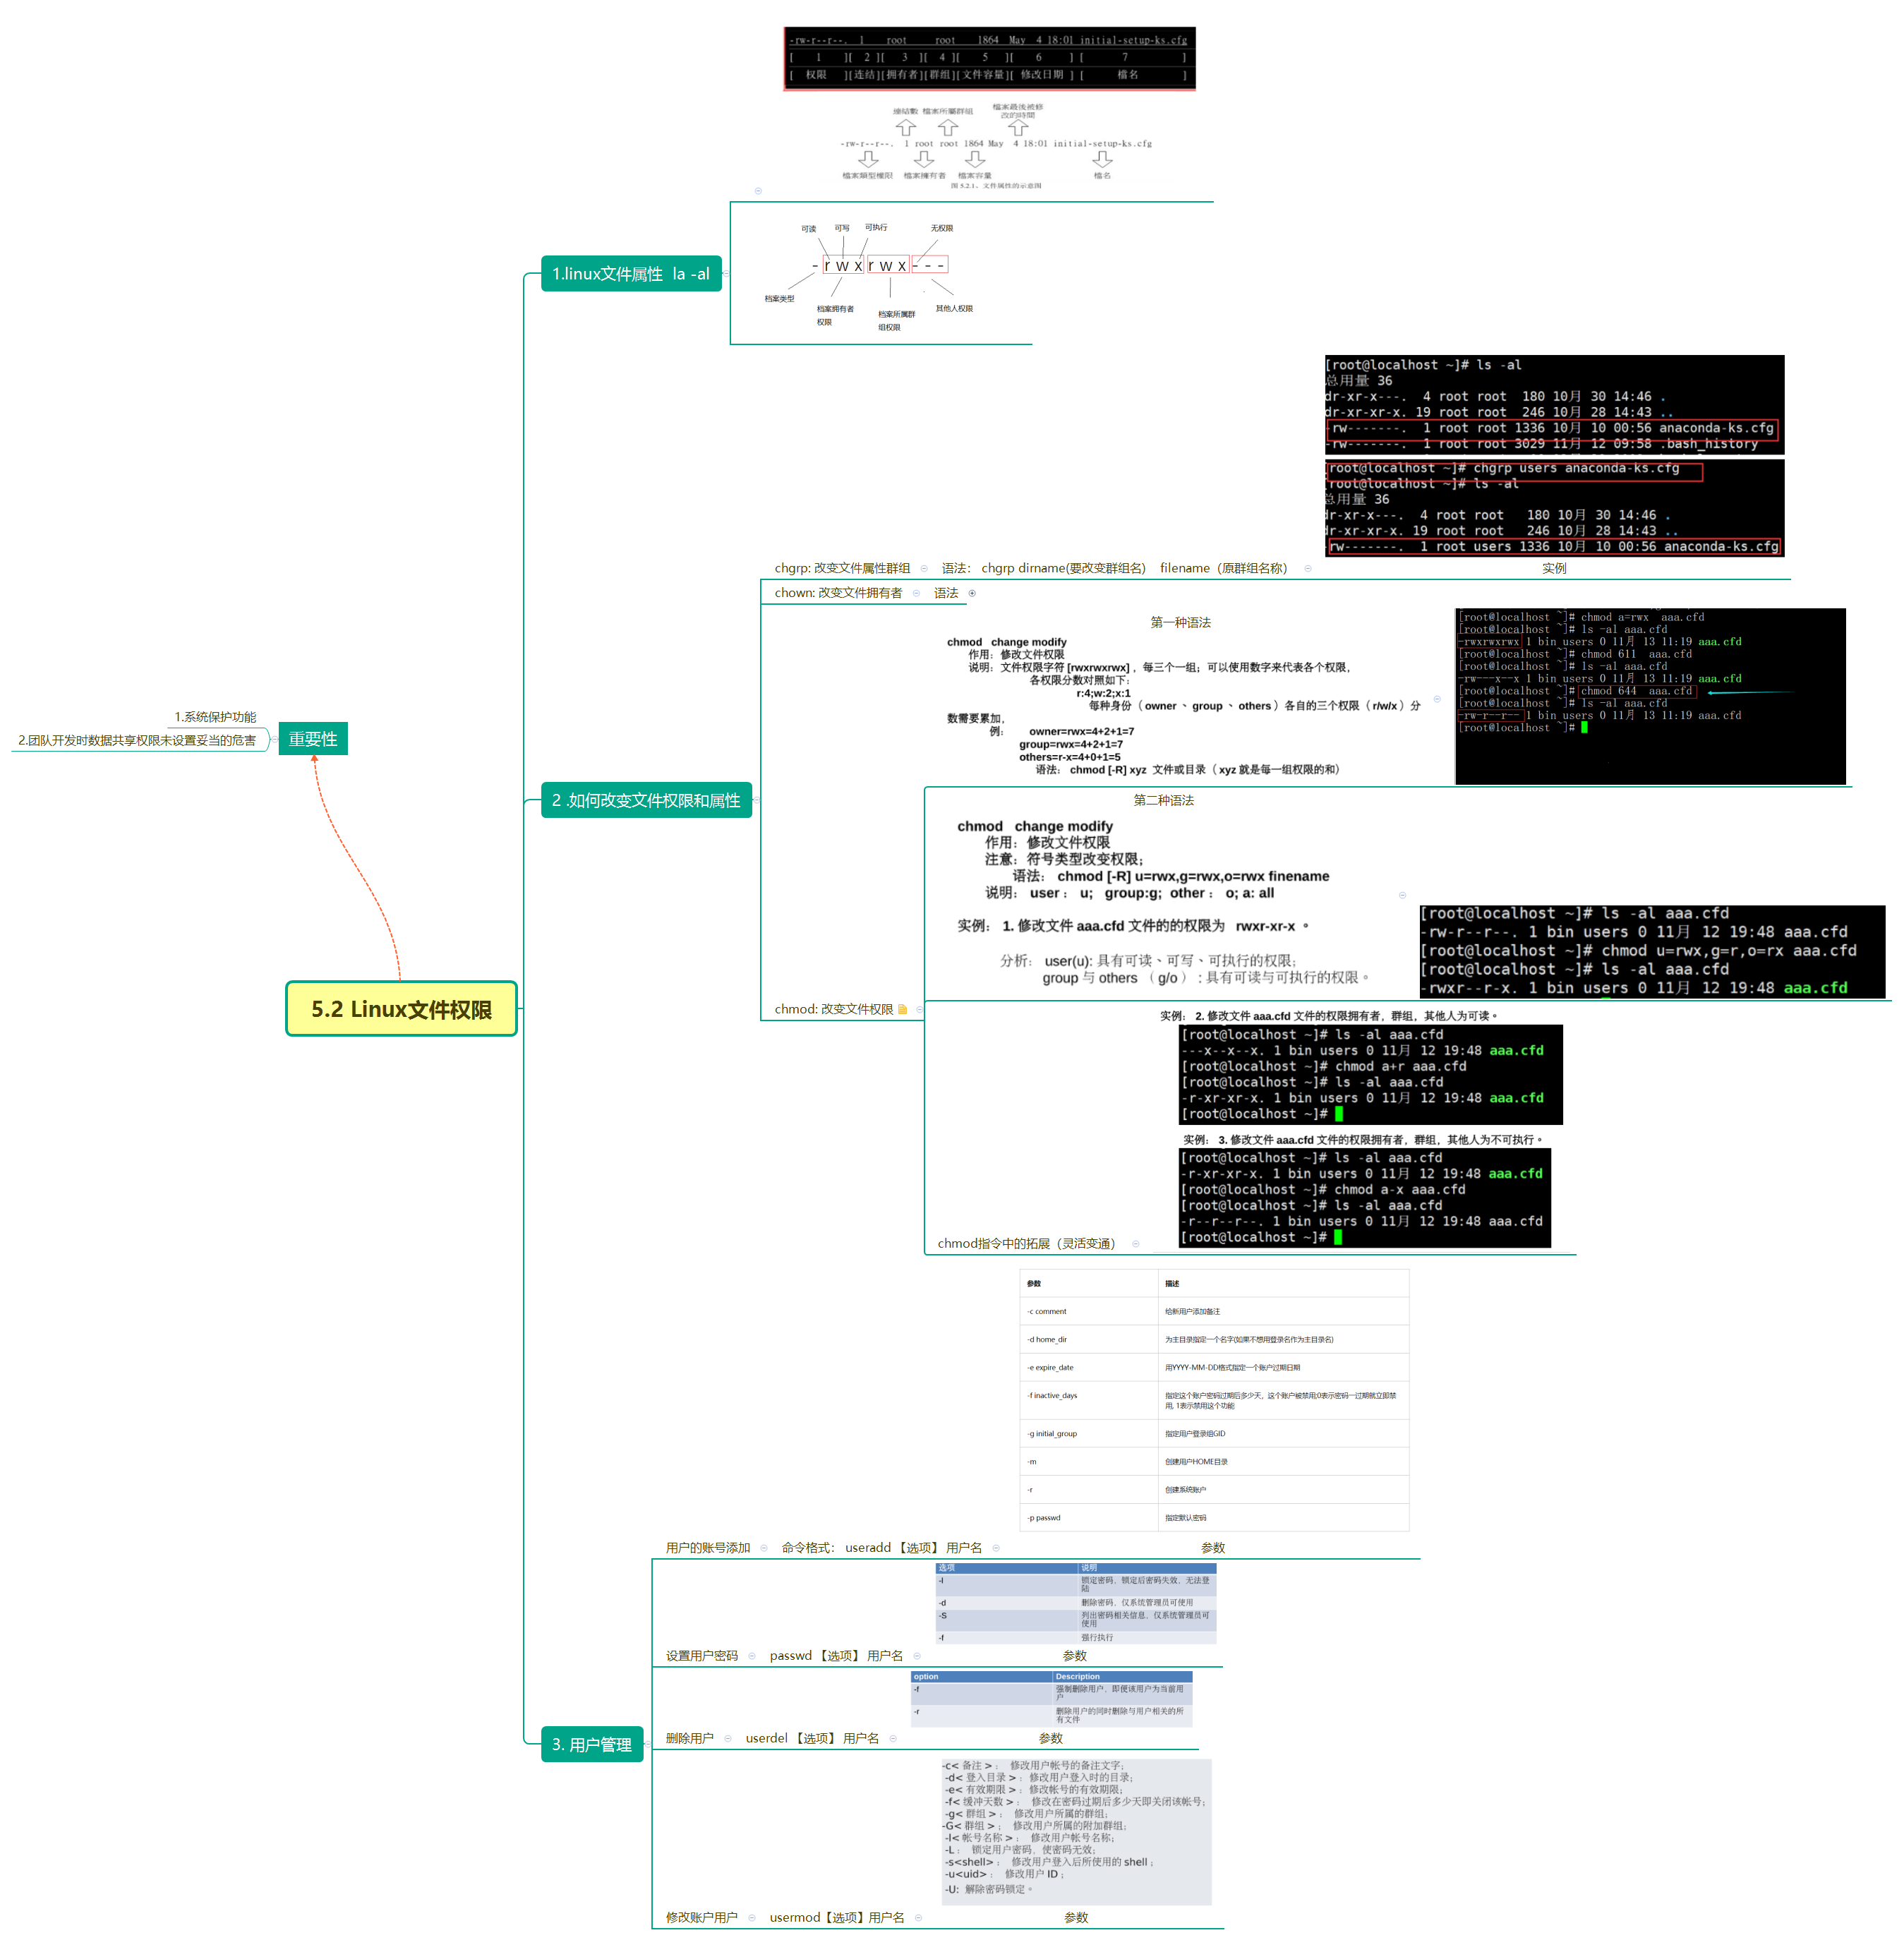 -rw-r--r--. 1 root root 1864 May 4 18:01 initial-setup-ks.cfg
[ 1 ][ 2 ][ 3 ][ 4 ][ 5 ][ 6 ] [ 7 ]
[ 权限 ][连结][拥有者][群组][文件容量][ 修改日期 ] [ 檔名 ]
連結數 檔案所屬群組 檔案最後被修
改的時間
-rw-r--r--. 1 root root 1864 May 4 18:01 initial-setup-ks.cfg
檔案類型權限 檔案擁有者 檔案容量 檔名
图 5.2.1、文件属性的示意图
可读 可写 可执行 无权限
- r w x r w x - - -
档案类型
档案拥有者
权限
档案所属群
组权限
其他人权限
1.linux文件属性 la -al
[root@localhost ~]# ls -al
总用量 36
dr-xr-x---. 4 root root 180 10月 30 14:46 .
dr-xr-xr-x. 19 root root 246 10月 28 14:43 ..
-rw-------. 1 root root 1336 10月 10 00:56 anaconda-ks.cfg
-rw-------. 1 root root 3029 11月 12 09:58 .bash_history
[root@localhost ~]# chgrp users anaconda-ks.cfg
[root@localhost ~]# ls -al
总用量 36
dr-xr-x---. 4 root root 180 10月 30 14:46 .
dr-xr-xr-x. 19 root root 246 10月 28 14:43 ..
-rw-------. 1 root users 1336 10月 10 00:56 anaconda-ks.cfg
chgrp: 改变文件属性群组 语法： chgrp dirname(要改变群组名) filename（原群组名称） 实例
chown: 改变文件拥有者 语法
第一种语法
chmod change modify
作用：修改文件权限
说明：文件权限字符 [rwxrwxrwx] ，每三个一组；可以使用数字来代表各个权限，
各权限分数对照如下：
r:4;w:2;x:1
每种身份（ owner 、 group 、 others ）各自的三个权限（ r/w/x ）分
数需要累加，
例： owner=rwx=4+2+1=7
group=rwx=4+2+1=7
others=r-x=4+0+1=5
语法： chmod [-R] xyz 文件或目录（ xyz 就是每一组权限的和）
[root@localhost ~]# chmod a=rwx aaa.cfd
[root@localhost ~]# ls -al aaa.cfd
-rwxrwxrwx 1 bin users 0 11月 13 11:19 aaa.cfd
[root@localhost ~]# chmod 611 aaa.cfd
[root@localhost ~]# ls -al aaa.cfd
-rw---x--x 1 bin users 0 11月 13 11:19 aaa.cfd
[root@localhost ~]# chmod 644 aaa.cfd
[root@localhost ~]# ls -al aaa.cfd
-rw-r--r-- 1 bin users 0 11月 13 11:19 aaa.cfd
[root@localhost ~]#
1.系统保护功能
2.团队开发时数据共享权限未设置妥当的危害
重要性
2 .如何改变文件权限和属性
第二种语法
chmod change modify
作用：修改文件权限
注意：符号类型改变权限；
语法： chmod [-R] u=rwx,g=rwx,o=rwx finename
说明： user ： u; group:g; other ： o; a: all
实例： 1. 修改文件 aaa.cfd 文件的的权限为 rwxr-xr-x 。
分析： user(u): 具有可读、可写、可执行的权限；
group 与 others （ g/o ） : 具有可读与可执行的权限。
[root@localhost ~]# ls -al aaa.cfd
-rw-r--r--. 1 bin users 0 11月 12 19:48 aaa.cfd
[root@localhost ~]# chmod u=rwx,g=r,o=rx aaa.cfd
[root@localhost ~]# ls -al aaa.cfd
-rwxr--r-x. 1 bin users 0 11月 12 19:48 aaa.cfd
5.2 Linux文件权限
chmod: 改变文件权限
实例： 2. 修改文件 aaa.cfd 文件的权限拥有者，群组，其他人为可读。
[root@localhost ~]# ls -al aaa.cfd
---x--x--x. 1 bin users 0 11月 12 19:48 aaa.cfd
[root@localhost ~]# chmod a+r aaa.cfd
[root@localhost ~]# ls -al aaa.cfd
-r-xr-xr-x. 1 bin users 0 11月 12 19:48 aaa.cfd
[root@localhost ~]#
实例： 3. 修改文件 aaa.cfd 文件的权限拥有者，群组，其他人为不可执行。
[root@localhost ~]# ls -al aaa.cfd
-r-xr-xr-x. 1 bin users 0 11月 12 19:48 aaa.cfd
[root@localhost ~]# chmod a-x aaa.cfd
[root@localhost ~]# ls -al aaa.cfd
-r--r--r--. 1 bin users 0 11月 12 19:48 aaa.cfd
[root@localhost ~]#
chmod指令中的拓展（灵活变通）
参数 描述
-c comment 给新用户添加备注
-d home_dir 为主目录指定一个名字(如果不想用登录名作为主目录名)
-e expire_date 用YYYY-MM-DD格式指定一个账户过期日期
-f inactive_days 指定这个账户密码过期后多少天，这个账户被禁用;0表示密码一过期就立即禁
用, 1表示禁用这个功能
-g initial_group 指定用户登录组GID
-m 创建用户HOME目录
-r 创建系统账户
-p passwd 指定默认密码
用户的账号添加 命令格式： useradd 【选项】 用户名 参数
选项 说明
-l 锁定密码，锁定后密码失效，无法登
陆
-d 删除密码，仅系统管理员可使用
-S 列出密码相关信息，仅系统管理员可
使用
-f 强行执行
设置用户密码 passwd 【选项】 用户名 参数
option Description
-f 强制删除用户，即便该用户为当前用
户
-r 删除用户的同时删除与用户相关的所
有文件
删除用户 userdel 【选项】 用户名 参数
3. 用户管理
-c< 备注 > ： 修改用户帐号的备注文字；
-d< 登入目录 > ：修改用户登入时的目录；
-e< 有效期限 > ：修改帐号的有效期限；
-f< 缓冲天数 > ： 修改在密码过期后多少天即关闭该帐号；
-g< 群组 > ： 修改用户所属的群组；
-G< 群组 > ； 修改用户所属的附加群组；
-l< 帐号名称 > ： 修改用户帐号名称；
-L ： 锁定用户密码，使密码无效；
-s<shell> ： 修改用户登入后所使用的 shell ；
-u<uid> ： 修改用户 ID ；
-U: 解除密码锁定。
修改账户用户 usermod【选项】用户名 参数